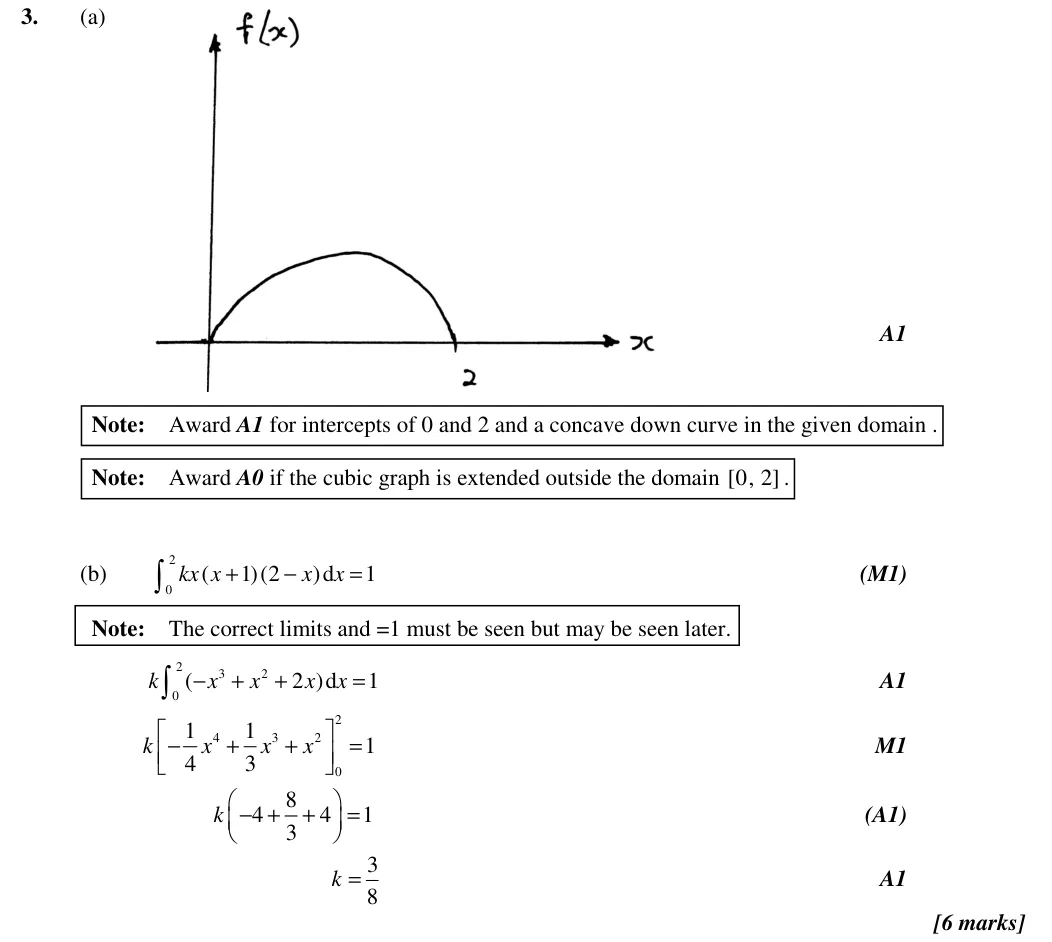 3. (a) f(x)
x
A1
2
Note: Award A1 for intercepts of 0 and 2 and a concave down curve in the given domain .
Note: Award A0 if the cubic graph is extended outside the domain [0, 2] .
(b) ∫₀² kx(x+1)(2−x)dx=1 (M1)
Note: The correct limits and =1 must be seen but may be seen later.
k∫₀²(−x³+x²+2x)dx=1 A1
k[−1/4 x⁴+1/3 x³+x²]₀²=1 M1
k(−4+8/3+4)=1 (A1)
k=3/8 A1
[6 marks]